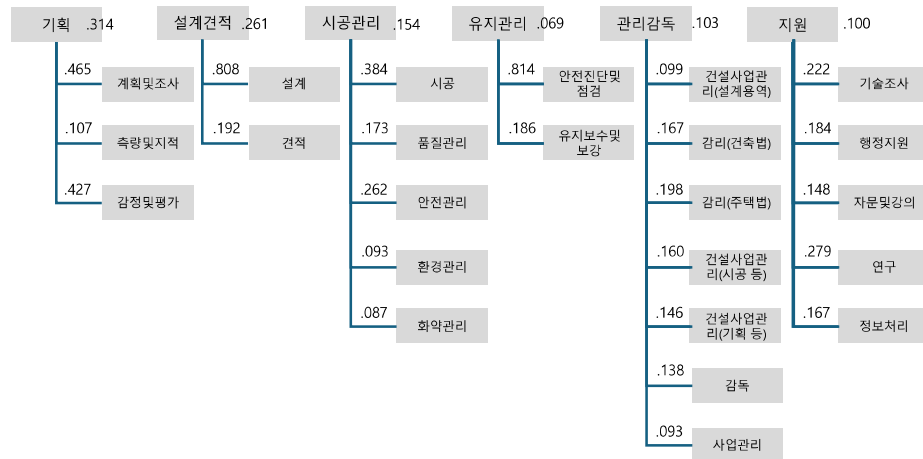 기획 .314
.465
계획및조사
.107
측량및지적
.427
감정및평가
설계견적 .261
.808
설계
.192
견적
시공관리 .154
.384
시공
.173
품질관리
.262
안전관리
.093
환경관리
.087
화약관리
유지관리 .069
.814
안전진단및
점검
.186
유지보수및
보강
관리감독 .103
.099
건설사업관
리(설계용역)
.167
감리(건축법)
.198
감리(주택법)
.160
건설사업관
리(시공 등)
.146
건설사업관
리(기획 등)
.138
감독
.093
사업관리
지원 .100
.222
기술조사
.184
행정지원
.148
자문및강의
.279
연구
.167
정보처리